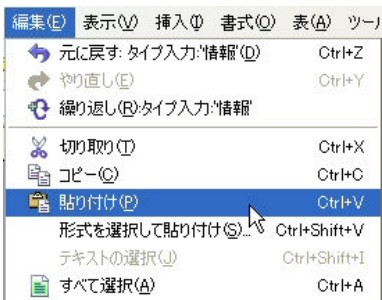 編集(E) 表示(V) 挿入(I) 書式(O) 表(A) ツー
元に戻す: タイプ入力:'情報'(D) Ctrl+Z
やり直し(E) Ctrl+Y
繰り返し(R):タイプ入力:'情報'
切り取り(T) Ctrl+X
コピー(C) Ctrl+C
貼り付け(P) Ctrl+V
形式を選択して貼り付け(S)... Ctrl+Shift+V
テキストの選択(J) Ctrl+Shift+I
すべて選択(A) Ctrl+A